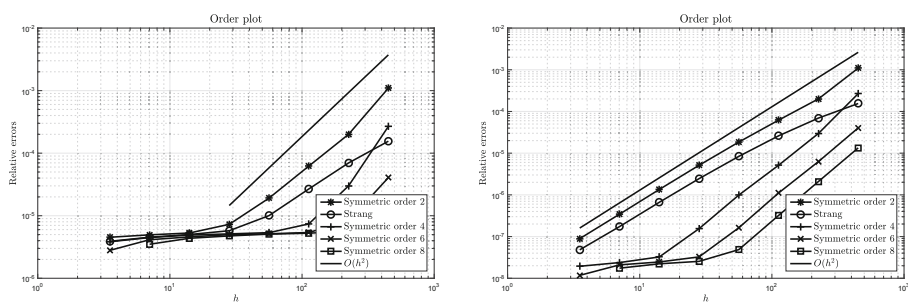 Order plot
Relative errors
10^-2
10^-3
10^-4
10^-5
10^-6
10^0
10^1
10^2
10^3
h
Symmetric order 2
Strang
Symmetric order 4
Symmetric order 6
Symmetric order 8
O(h^2)
Order plot
Relative errors
10^-2
10^-3
10^-4
10^-5
10^-6
10^-7
10^-8
10^0
10^1
10^2
10^3
h
Symmetric order 2
Strang
Symmetric order 4
Symmetric order 6
Symmetric order 8
O(h^2)